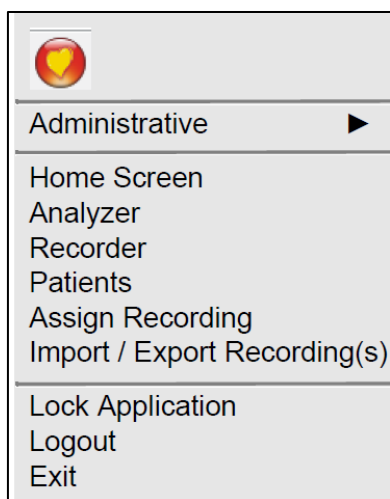 Administrative ►
Home Screen
Analyzer
Recorder
Patients
Assign Recording
Import / Export Recording(s)
Lock Application
Logout
Exit